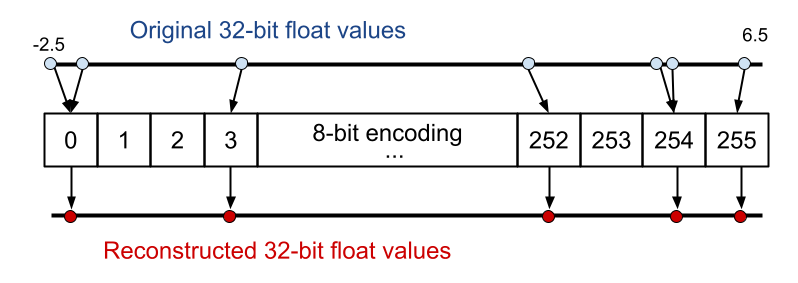 Original 32-bit float values
-2.5
6.5
0 1 2 3 8-bit encoding 252 253 254 255
...
Reconstructed 32-bit float values